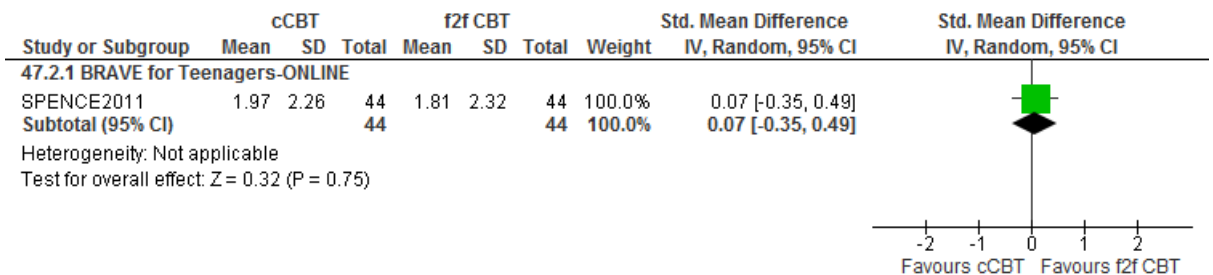 cCBT f2f CBT Std. Mean Difference Std. Mean Difference
Study or Subgroup Mean SD Total Mean SD Total Weight IV, Random, 95% CI IV, Random, 95% CI
47.2.1 BRAVE for Teenagers-ONLINE
SPENCE2011 1.97 2.26 44 1.81 2.32 44 100.0% 0.07 [-0.35, 0.49]
Subtotal (95% CI) 44 44 100.0% 0.07 [-0.35, 0.49]
Heterogeneity: Not applicable
Test for overall effect: Z = 0.32 (P = 0.75)
-2 -1 0 1 2
Favours cCBT Favours f2f CBT